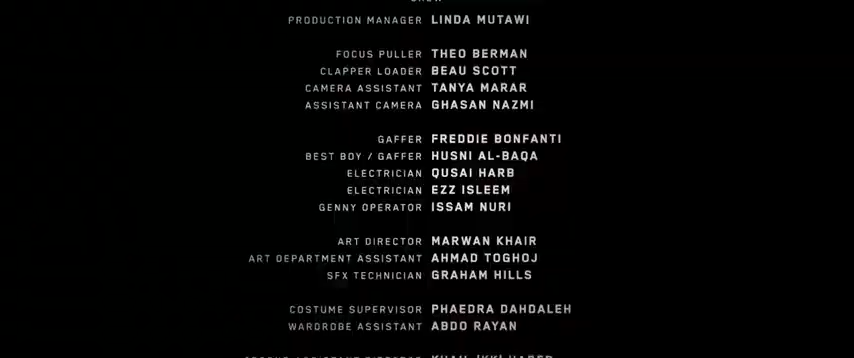 PRODUCTION MANAGER LINDA MUTAWI
FOCUS PULLER THEO BERMAN
CLAPPER LOADER BEAU SCOTT
CAMERA ASSISTANT TANYA MARAR
ASSISTANT CAMERA GHASAN NAZMI
GAFFER FREDDIE BONFANTI
BEST BOY / GAFFER HUSNI AL-BAQA
ELECTRICIAN QUSAI HARB
ELECTRICIAN EZZ ISLEEM
GENNY OPERATOR ISSAM NURI
ART DIRECTOR MARWAN KHAIR
ART DEPARTMENT ASSISTANT AHMAD TOGHOJ
SFX TECHNICIAN GRAHAM HILLS
COSTUME SUPERVISOR PHAEDRA DAHDALEH
WARDROBE ASSISTANT ABDO RAYAN